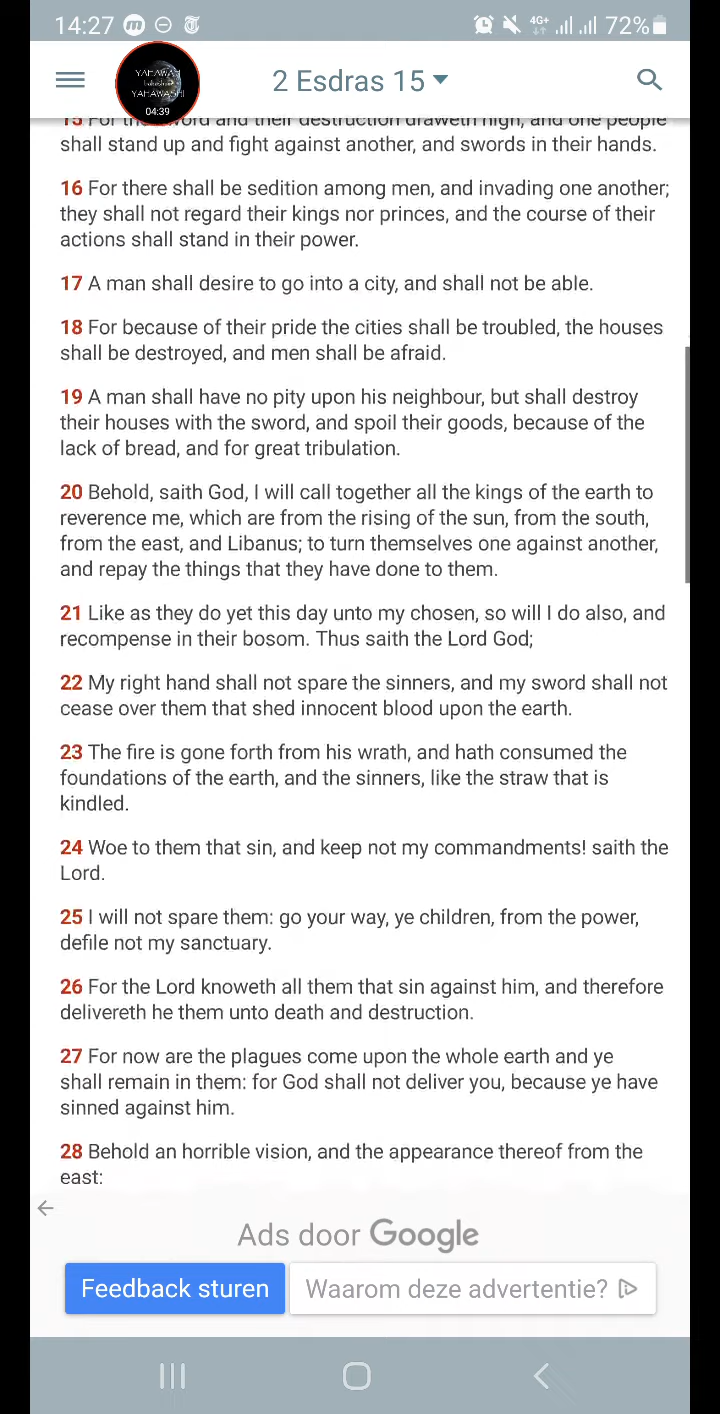 14:27
4G+
72%
YAHAWAH
YAHAWASHI
04:39
2 Esdras 15
15 For the sword and their destruction draweth nigh, and one people
shall stand up and fight against another, and swords in their hands.
16 For there shall be sedition among men, and invading one another;
they shall not regard their kings nor princes, and the course of their
actions shall stand in their power.
17 A man shall desire to go into a city, and shall not be able.
18 For because of their pride the cities shall be troubled, the houses
shall be destroyed, and men shall be afraid.
19 A man shall have no pity upon his neighbour, but shall destroy
their houses with the sword, and spoil their goods, because of the
lack of bread, and for great tribulation.
20 Behold, saith God, I will call together all the kings of the earth to
reverence me, which are from the rising of the sun, from the south,
from the east, and Libanus; to turn themselves one against another,
and repay the things that they have done to them.
21 Like as they do yet this day unto my chosen, so will I do also, and
recompense in their bosom. Thus saith the Lord God;
22 My right hand shall not spare the sinners, and my sword shall not
cease over them that shed innocent blood upon the earth.
23 The fire is gone forth from his wrath, and hath consumed the
foundations of the earth, and the sinners, like the straw that is
kindled.
24 Woe to them that sin, and keep not my commandments! saith the
Lord.
25 I will not spare them: go your way, ye children, from the power,
defile not my sanctuary.
26 For the Lord knoweth all them that sin against him, and therefore
delivereth he them unto death and destruction.
27 For now are the plagues come upon the whole earth and ye
shall remain in them: for God shall not deliver you, because ye have
sinned against him.
28 Behold an horrible vision, and the appearance thereof from the
east:
Ads door Google
Feedback sturen
Waarom deze advertentie?